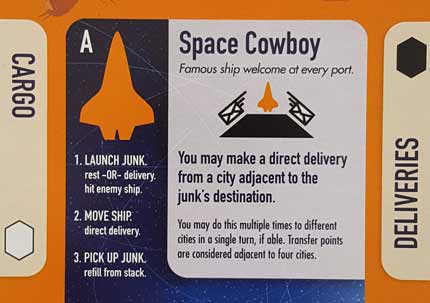 CARGO
A
1. LAUNCH JUNK.
rest -OR- delivery.
hit enemy ship.
2. MOVE SHIP.
direct delivery.
3. PICK UP JUNK.
refill from stack.
Space Cowboy
Famous ship welcome at every port.
You may make a direct delivery
from a city adjacent to the
junk's destination.
You may do this multiple times to different
cities in a single turn, if able. Transfer points
are considered adjacent to four cities.
DELIVERIES